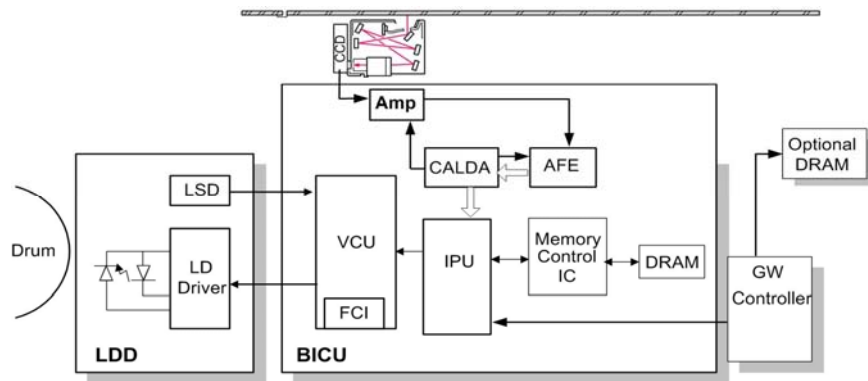 CCD
Amp
CALDA
AFE
Optional
DRAM
LSD
VCU
Drum
LD
Driver
IPU
Memory
Control
IC
DRAM
GW
Controller
FCI
LDD
BICU